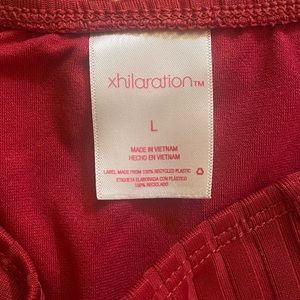 xhilaration™
L
MADE IN VIETNAM
HECHO EN VIETNAM
LABEL MADE FROM 100% RECYCLED PLASTIC
ETIQUETA ELABORADA CON PLÁSTICO
100% RECICLADO